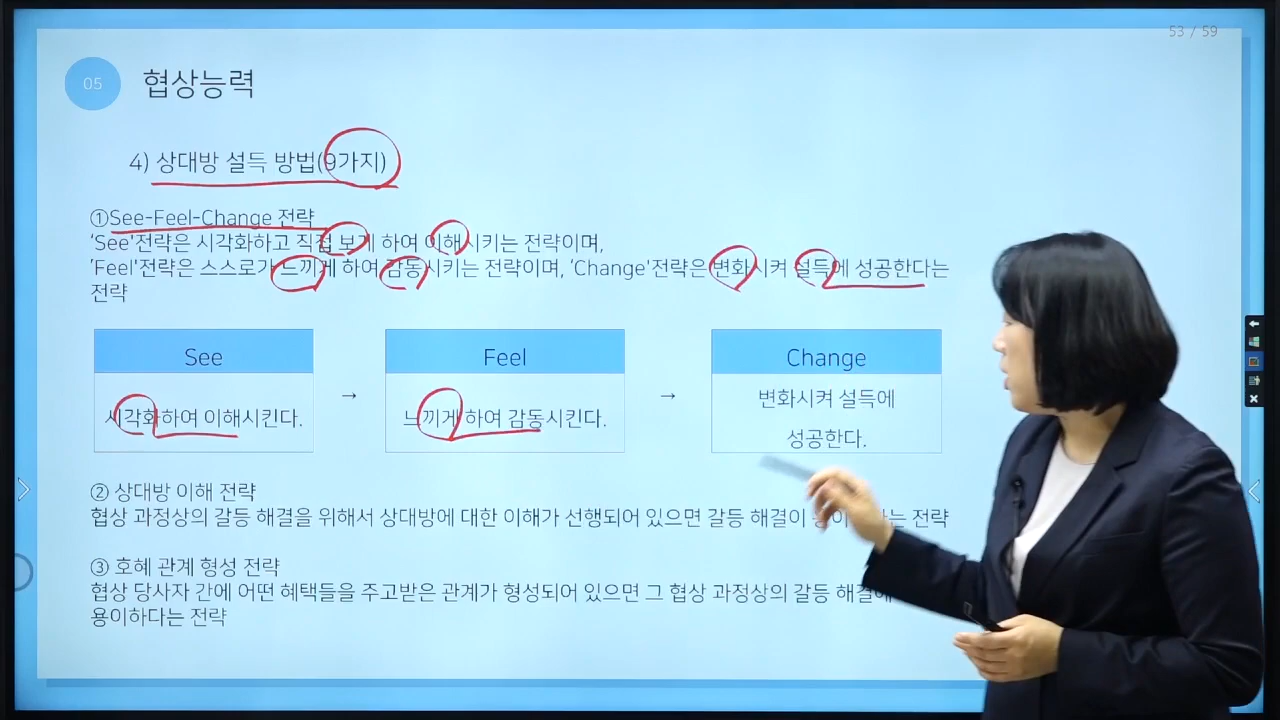 53 / 59
05
협상능력
4) 상대방 설득 방법(9가지)
①See-Feel-Change 전략
‘See'전략은 시각화하고 직접 보게 하여 이해시키는 전략이며,
‘Feel'전략은 스스로가 느끼게 하여 감동시키는 전략이며, ‘Change'전략은 변화시켜 설득에 성공한다는
전략
See
→
Feel
→
Change
시각화하여 이해시킨다.
느끼게 하여 감동시킨다.
변화시켜 설득에
성공한다.
② 상대방 이해 전략
협상 과정상의 갈등 해결을 위해서 상대방에 대한 이해가 선행되어 있으면 갈등 해결이 전략
③ 호혜 관계 형성 전략
협상 당사자 간에 어떤 혜택들을 주고받은 관계가 형성되어 있으면 그 협상 과정상의 갈등
용이하다는 전략